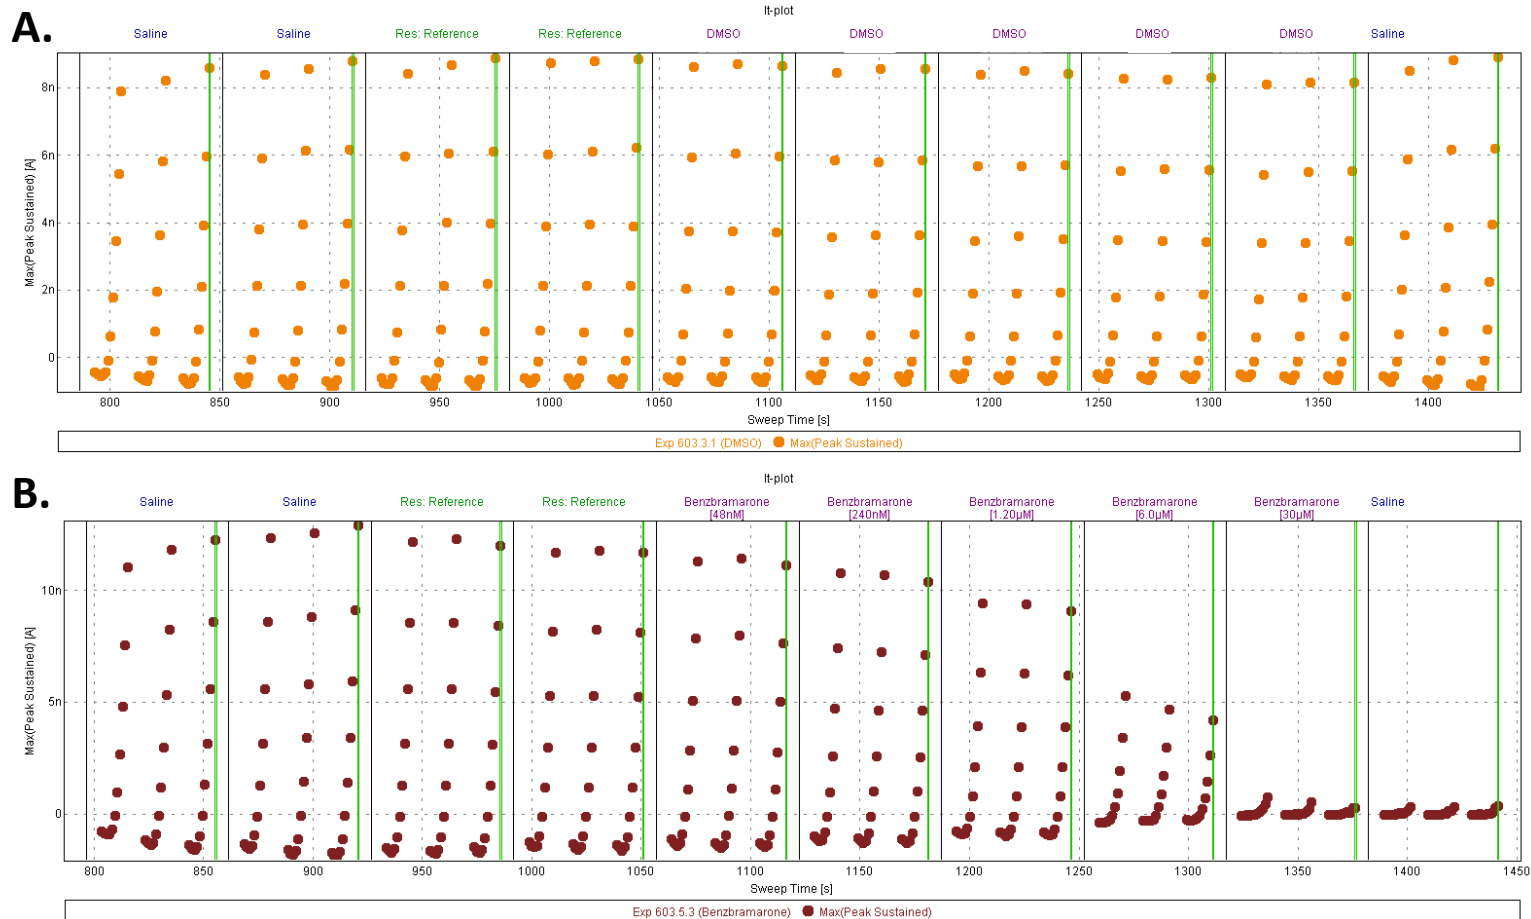 A.
It-plot
Saline Saline Res: Reference Res: Reference DMSO DMSO DMSO DMSO DMSO Saline
Max(Peak Sustained) [A]
8n
6n
4n
2n
0
800 850 900 950 1000 1050 1100 1150 1200 1250 1300 1350 1400
Sweep Time [s]
Exp 603.3.1 (DMSO) Max(Peak Sustained)
B.
It-plot
Saline Saline Res: Reference Res: Reference Benzbramarone Benzbramarone Benzbramarone Benzbramarone Benzbramarone Saline
[48nM] [240nM] [1.20µM] [6.0µM] [30µM]
Max(Peak Sustained) [A]
10n
5n
0
800 850 900 950 1000 1050 1100 1150 1200 1250 1300 1350 1400 1450
Sweep Time [s]
Exp 603.5.3 (Benzbramarone) Max(Peak Sustained)